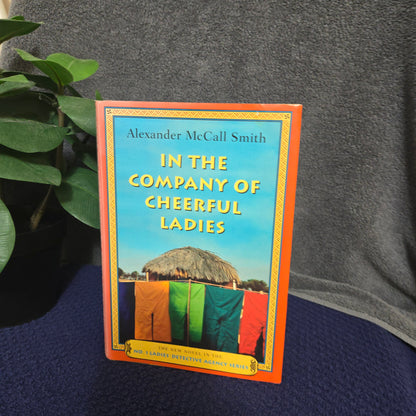 Alexander McCall Smith
IN THE
COMPANY OF
CHEERFUL
LADIES
THE NEW NOVEL IN THE
NO. 1 LADIES' DETECTIVE AGENCY SERIES